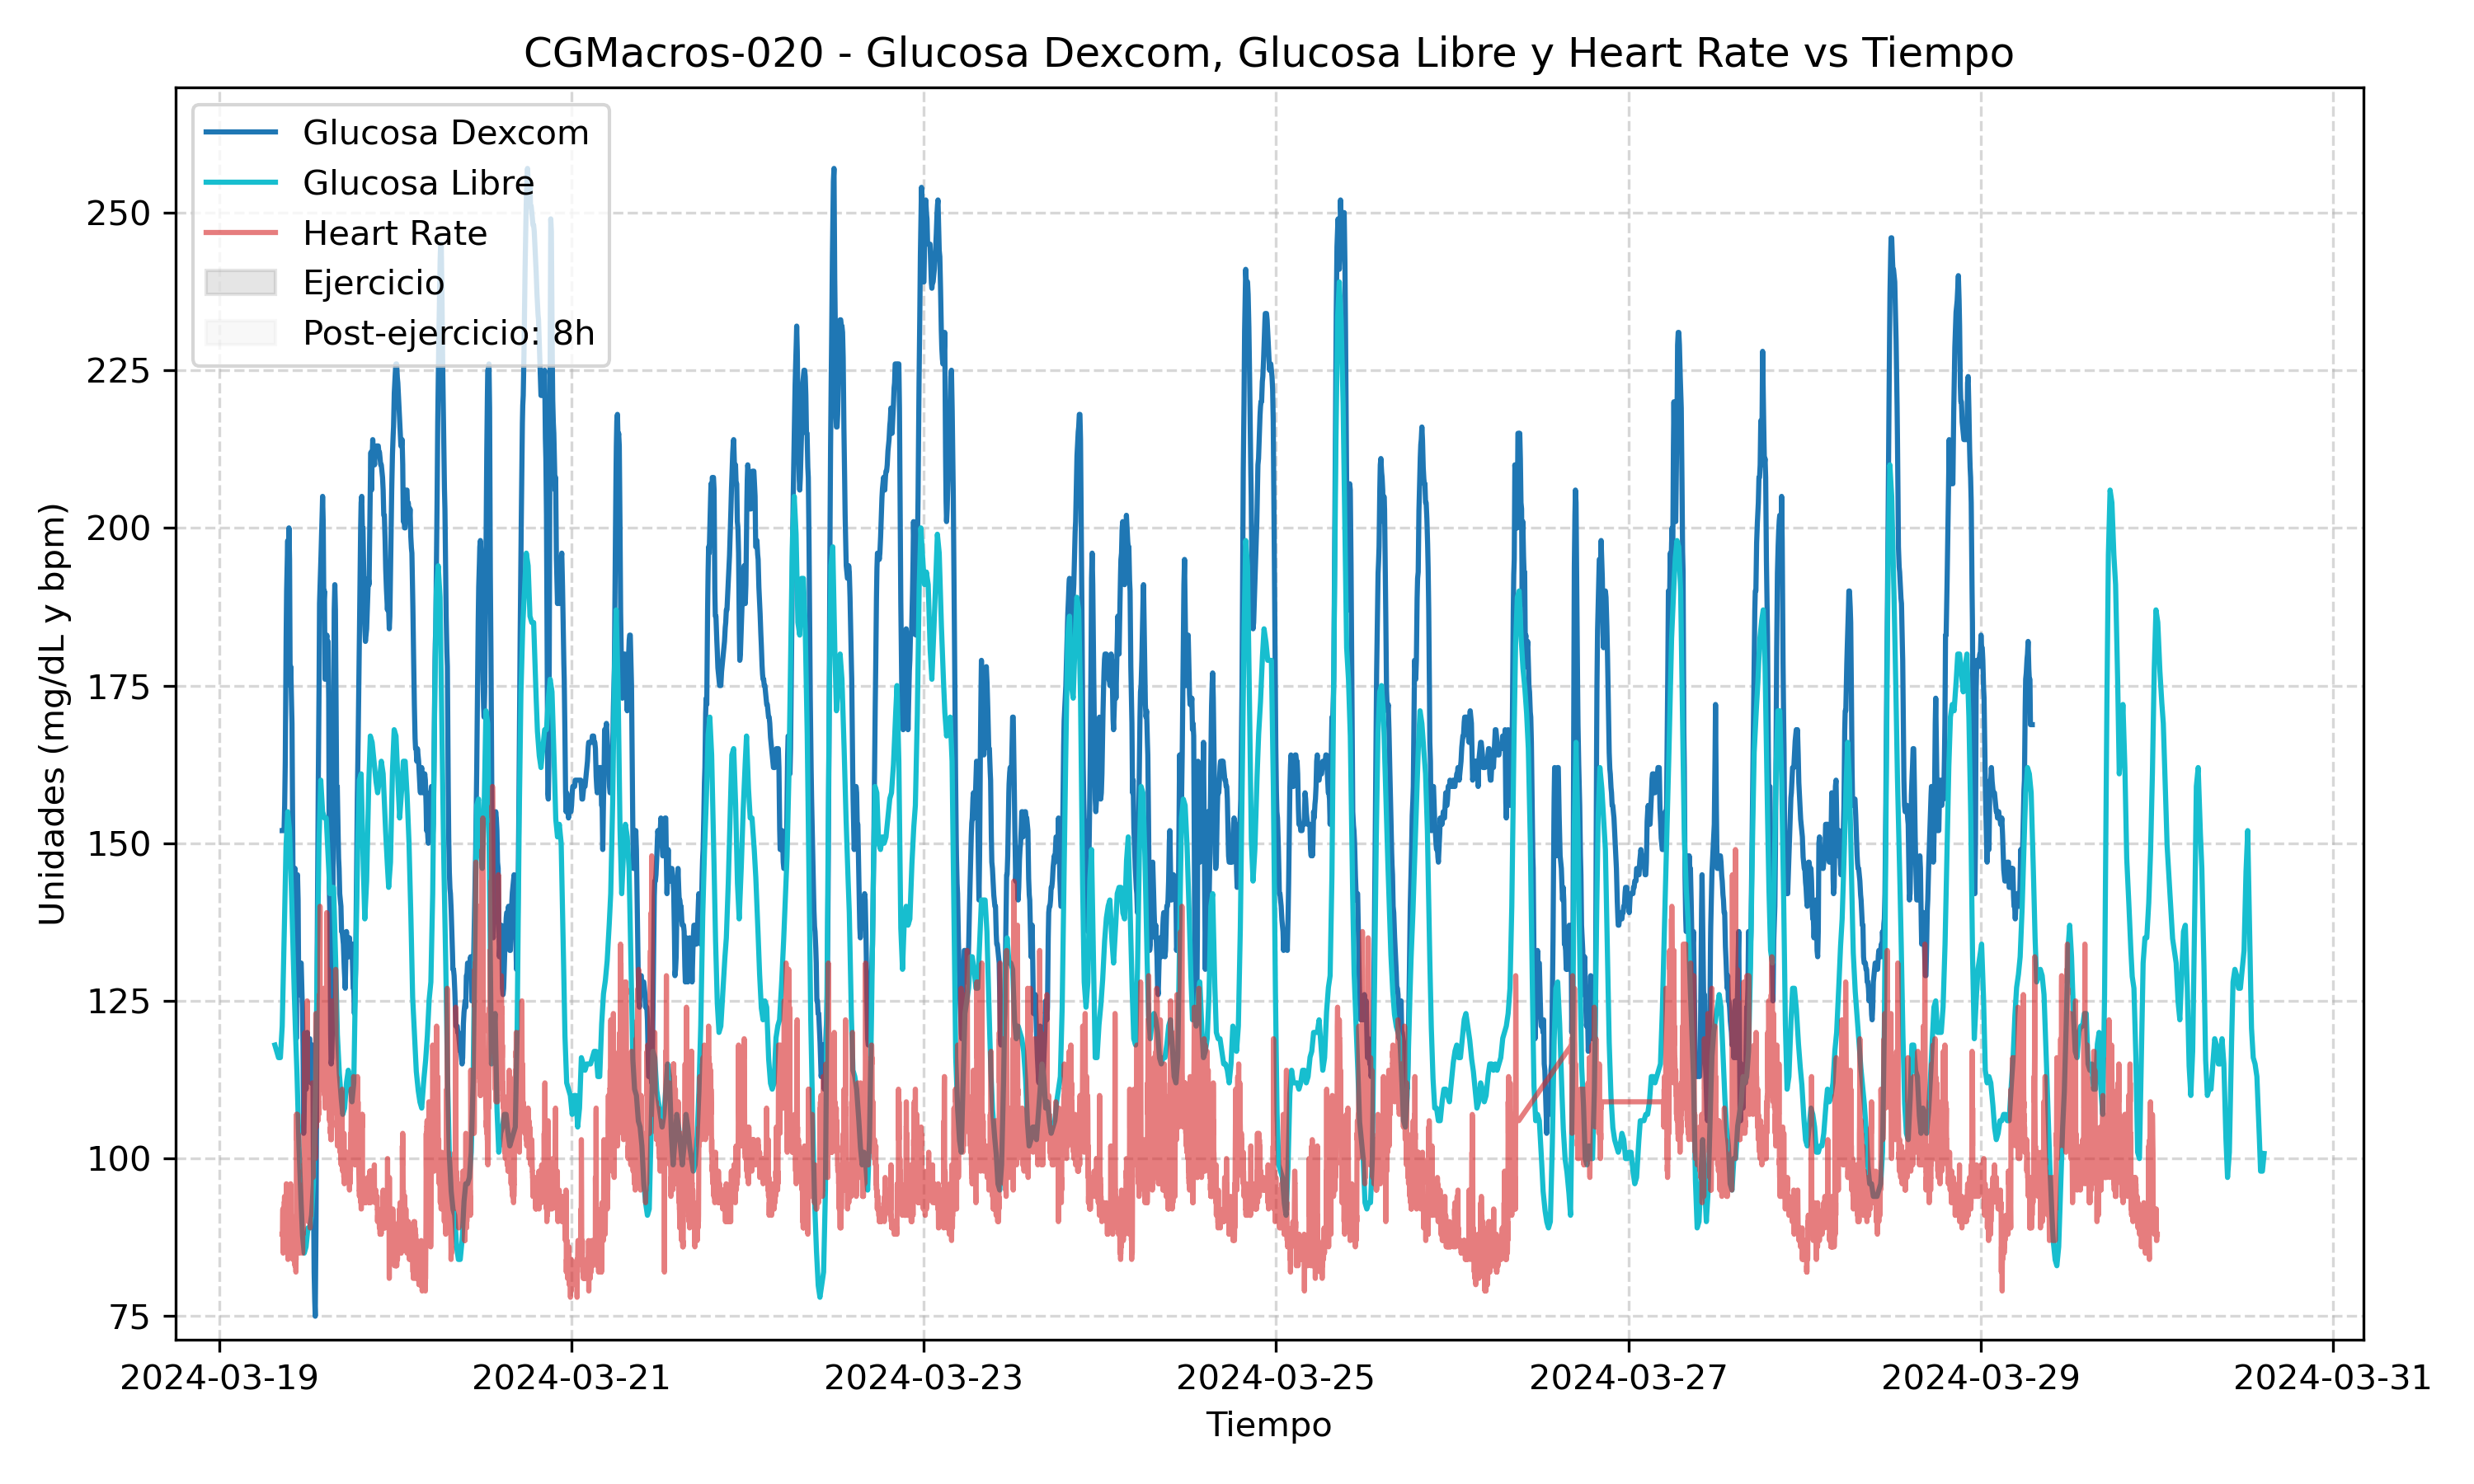 CGMacros-020 - Glucosa Dexcom, Glucosa Libre y Heart Rate vs Tiempo
Glucosa Dexcom
Glucosa Libre
Heart Rate
Ejercicio
Post-ejercicio: 8h
Unidades (mg/dL y bpm)
250
225
200
175
150
125
100
75
2024-03-19
2024-03-21
2024-03-23
2024-03-25
2024-03-27
2024-03-29
2024-03-31
Tiempo